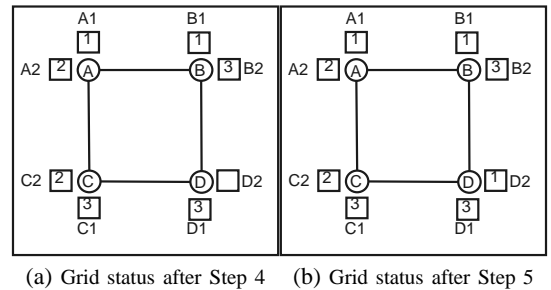 A1 B1 A1 B1
1 1 1 1
A2 2 A B 3 B2 A2 2 A B 3 B2
C2 2 C D D2 C2 2 C D 1 D2
3 3 3 3
C1 D1 C1 D1
(a) Grid status after Step 4 (b) Grid status after Step 5